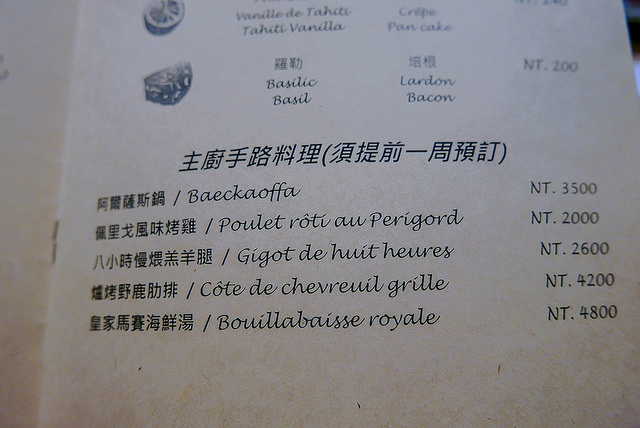 Vanille de Tahiti Crêpe NT. 240
Tahiti Vanilla Pan cake
羅勒 培根 NT. 200
Basilic Lardon
Basil Bacon
主廚手路料理(須提前一周預訂)
阿爾薩斯鍋 / Baeckaoffa NT. 3500
佩里戈風味烤雞 / Poulet rôti au Perigord NT. 2000
八小時慢煨羔羊腿 / Gigot de huit heures NT. 2600
爐烤野鹿肋排 / Côte de chevreuil grille NT. 4200
皇家馬賽海鮮湯 / Bouillabaisse royale NT. 4800